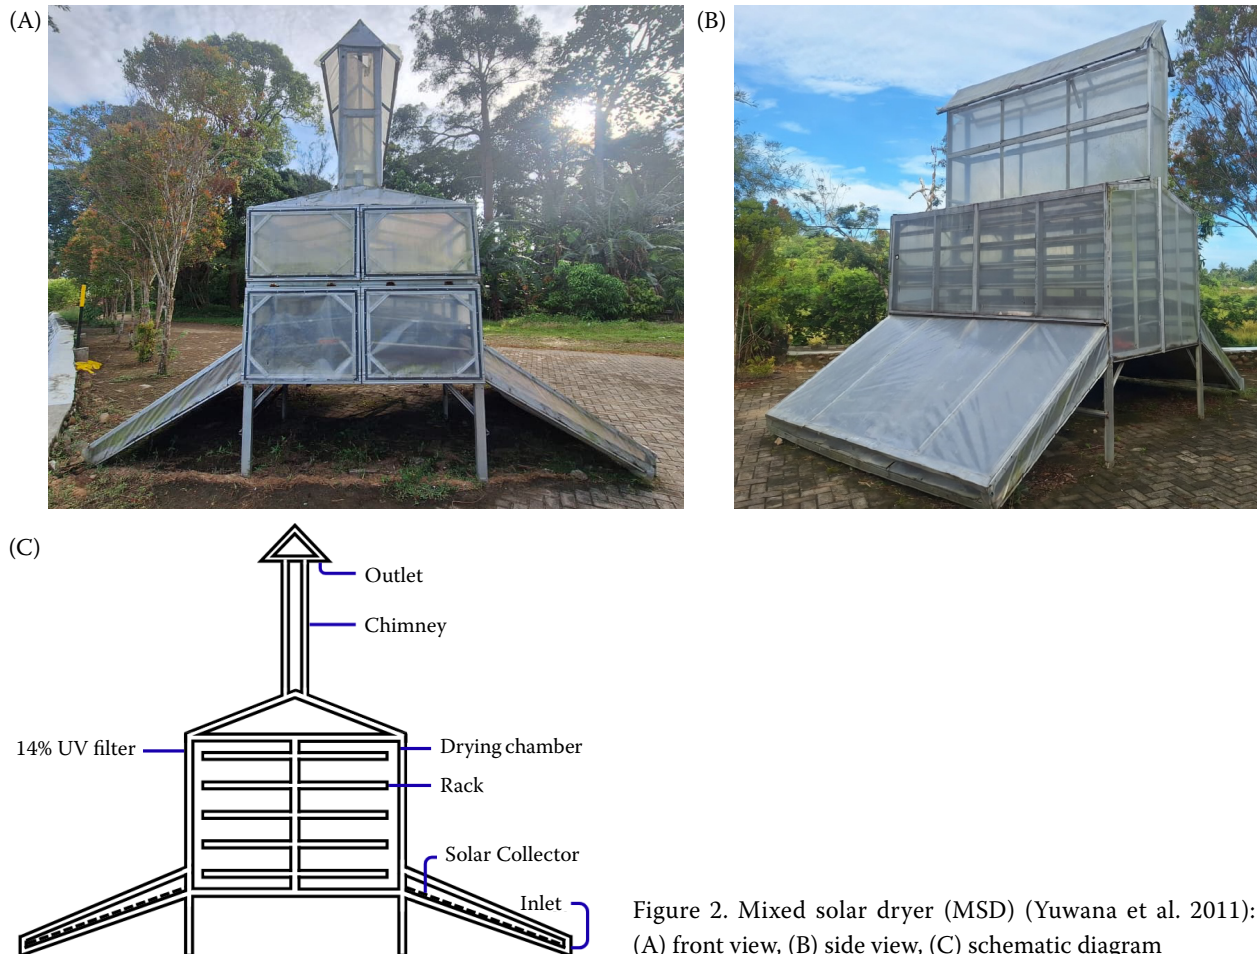 (A)
(B)
(C)
Outlet
Chimney
14% UV filter
Drying chamber
Rack
Solar Collector
Inlet
Figure 2. Mixed solar dryer (MSD) (Yuwana et al. 2011):
(A) front view, (B) side view, (C) schematic diagram